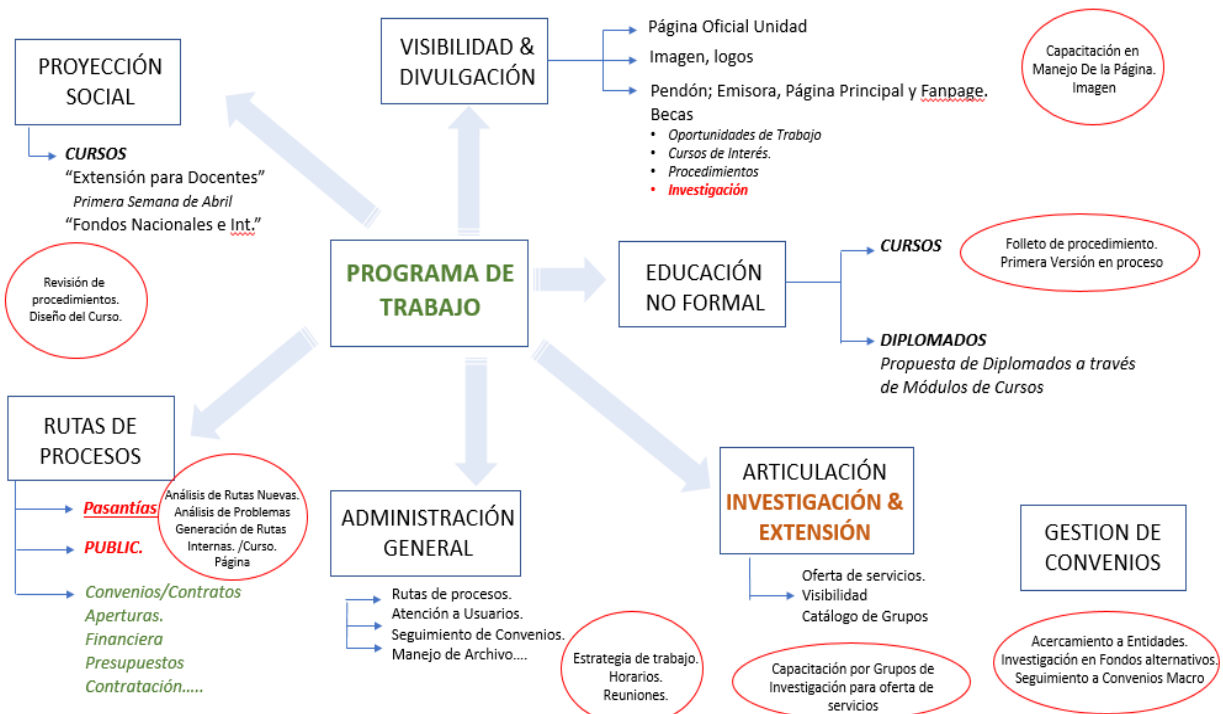 PROYECCIÓN
SOCIAL
CURSOS
“Extensión para Docentes”
Primera Semana de Abril
“Fondos Nacionales e Int.”
Revisión de
procedimientos.
Diseño del Curso.
VISIBILIDAD &
DIVULGACIÓN
Página Oficial Unidad
Imagen, logos
Pendón; Emisora, Página Principal y Fanpage.
Becas
• Oportunidades de Trabajo
• Cursos de Interés.
• Procedimientos
• Investigación
Capacitación en
Manejo De la Página.
Imagen
PROGRAMA DE
TRABAJO
EDUCACIÓN
NO FORMAL
CURSOS
Folleto de procedimiento.
Primera Versión en proceso
DIPLOMADOS
Propuesta de Diplomados a través
de Módulos de Cursos
RUTAS DE
PROCESOS
Pasantías
PUBLIC.
Convenios/Contratos
Aperturas.
Financiera
Presupuestos
Contratación.....
Análisis de Rutas Nuevas.
Análisis de Problemas
Generación de Rutas
Internas. /Curso.
Página
ADMINISTRACIÓN
GENERAL
Rutas de procesos.
Atención a Usuarios.
Seguimiento de Convenios.
Manejo de Archivo....
Estrategia de trabajo.
Horarios.
Reuniones.
ARTICULACIÓN
INVESTIGACIÓN &
EXTENSIÓN
Oferta de servicios.
Visibilidad
Catálogo de Grupos
Capacitación por Grupos de
Investigación para oferta de
servicios
GESTION DE
CONVENIOS
Acercamiento a Entidades.
Investigación en Fondos alternativos.
Seguimiento a Convenios Macro